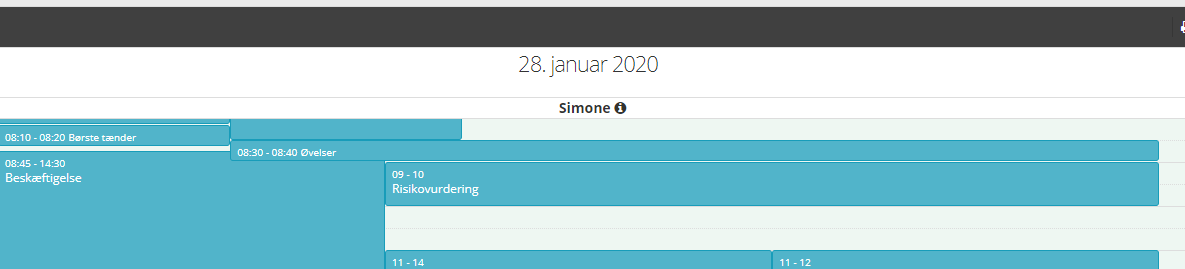 28. januar 2020
Simone
08:10 - 08:20 Børste tænder
08:30 - 08:40 Øvelser
08:45 - 14:30
Beskæftigelse
09 - 10
Risikovurdering
11 - 14
11 - 12